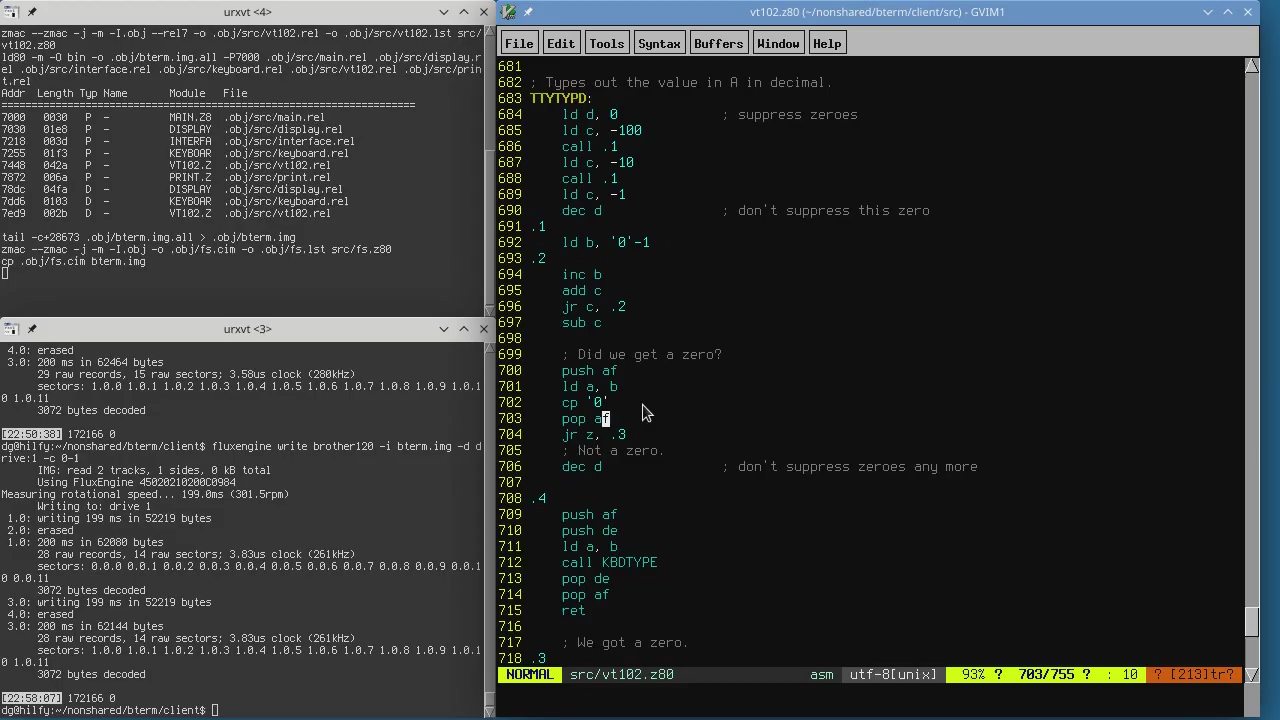 urxvt <4>
zmac --zmac -j -m -I.obj --rel7 -o .obj/src/vt102.rel -o .obj/src/vt102.lst src/
vt102.z80
ld80 -m -O bin -o .obj/bterm.img.all -P7000 .obj/src/main.rel .obj/src/display.r
el .obj/src/interface.rel .obj/src/keyboard.rel .obj/src/vt102.rel .obj/src/prin
t.rel
Addr Length Typ Name Module File
================================================================
7000 0030 P - MAIN.Z8 .obj/src/main.rel
7030 01e8 P - DISPLAY .obj/src/display.rel
7218 003d P - INTERFA .obj/src/interface.rel
7255 01f3 P - KEYBOAR .obj/src/keyboard.rel
7448 042a P - VT102.Z .obj/src/vt102.rel
7872 006a P - PRINT.Z .obj/src/print.rel
78dc 04fa D - DISPLAY .obj/src/display.rel
7dd6 0103 D - KEYBOAR .obj/src/keyboard.rel
7ed9 002b D - VT102.Z .obj/src/vt102.rel
tail -c+28673 .obj/bterm.img.all > .obj/bterm.img
zmac --zmac -j -m -I.obj -o .obj/fs.cim -o .obj/fs.lst src/fs.z80
cp .obj/fs.cim bterm.img
urxvt <3>
4.0: erased
3.0: 200 ms in 62464 bytes
29 raw records, 15 raw sectors; 3.58us clock (280kHz)
sectors: 1.0.0 1.0.1 1.0.2 1.0.3 1.0.4 1.0.5 1.0.6 1.0.7 1.0.8 1.0.9 1.0.1
0 1.0.11
3072 bytes decoded
[22:50:38] 172166 0
dg@hilfy:~/nonshared/bterm/client$ fluxengine write brother120 -i bterm.img -d d
rive:1 -c 0-1
IMG: read 2 tracks, 1 sides, 0 kB total
Using FluxEngine 45020210200C0984
Measuring rotational speed... 199.0ms (301.5rpm)
Writing to: drive 1
1.0: writing 199 ms in 52219 bytes
2.0: erased
1.0: 200 ms in 62080 bytes
28 raw records, 14 raw sectors; 3.83us clock (261kHz)
sectors: 0.0.0 0.0.1 0.0.2 0.0.3 0.0.4 0.0.5 0.0.6 0.0.7 0.0.8 0.0.9 0.0.1
0 0.0.11
3072 bytes decoded
3.0: writing 199 ms in 52219 bytes
4.0: erased
3.0: 200 ms in 62144 bytes
28 raw records, 14 raw sectors; 3.83us clock (261kHz)
sectors: 1.0.0 1.0.1 1.0.2 1.0.3 1.0.4 1.0.5 1.0.6 1.0.7 1.0.8 1.0.9 1.0.1
0 1.0.11
3072 bytes decoded
[22:58:07] 172166 0
dg@hilfy:~/nonshared/bterm/client$
vt102.z80 (~/nonshared/bterm/client/src) - GVIM1
File Edit Tools Syntax Buffers Window Help
681
682 ; Types out the value in A in decimal.
683 TTYTYPD:
684 ld d, 0 ; suppress zeroes
685 ld c, -100
686 call .1
687 ld c, -10
688 call .1
689 ld c, -1
690 dec d ; don't suppress this zero
691 .1
692 ld b, '0'-1
693 .2
694 inc b
695 add c
696 jr c, .2
697 sub c
698
699 ; Did we get a zero?
700 push af
701 ld a, b
702 cp '0'
703 pop af
704 jr z, .3
705 ; Not a zero.
706 dec d ; don't suppress zeroes any more
707
708 .4
709 push af
710 push de
711 ld a, b
712 call KBDTYPE
713 pop de
714 pop af
715 ret
716
717 ; We got a zero.
718 .3
NORMAL src/vt102.z80 asm utf-8[unix] 93% ? 703/755 ? : 10 ? [213]tr?